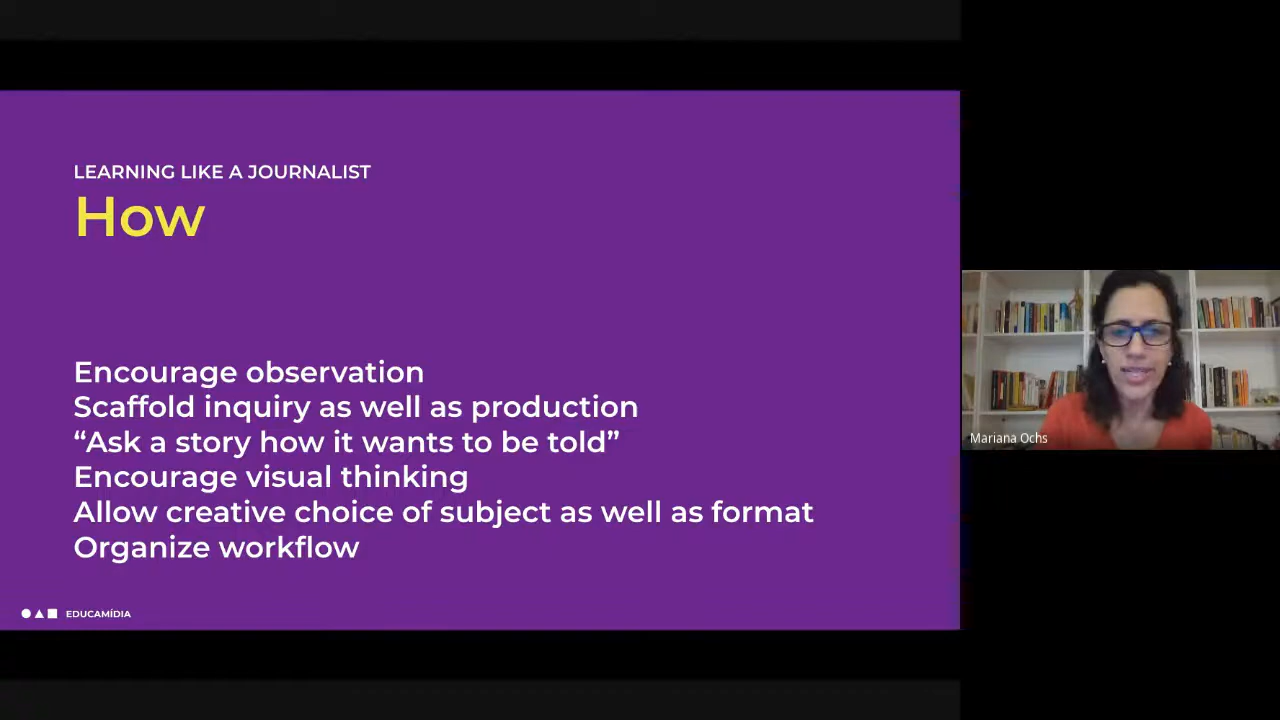 LEARNING LIKE A JOURNALIST
How
Encourage observation
Scaffold inquiry as well as production
“Ask a story how it wants to be told”
Encourage visual thinking
Allow creative choice of subject as well as format
Organize workflow
EDUCAMÍDIA
Mariana Ochs